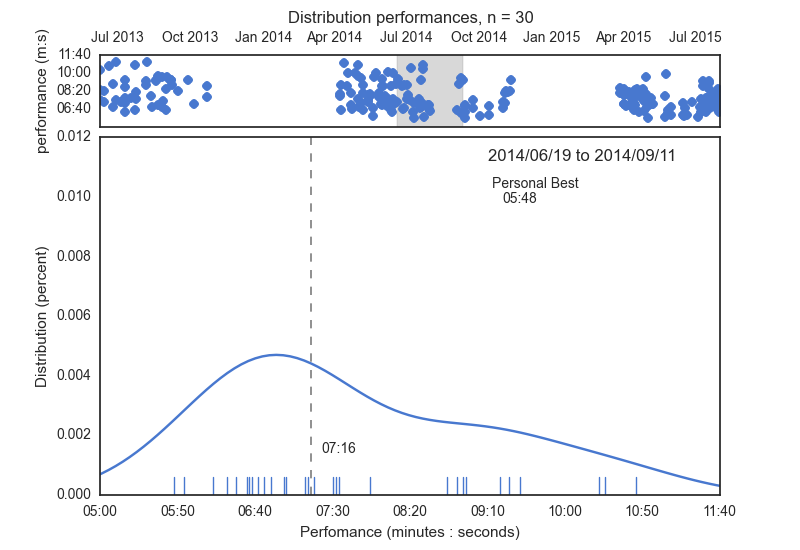 Distribution performances, n = 30
Jul 2013 Oct 2013 Jan 2014 Apr 2014 Jul 2014 Oct 2014 Jan 2015 Apr 2015 Jul 2015
performance (m:s)
11:40
10:00
08:20
06:40
0.012
0.010
0.008
0.006
0.004
0.002
0.000
Distribution (percent)
2014/06/19 to 2014/09/11
Personal Best
05:48
07:16
05:00 05:50 06:40 07:30 08:20 09:10 10:00 10:50 11:40
Perfomance (minutes : seconds)